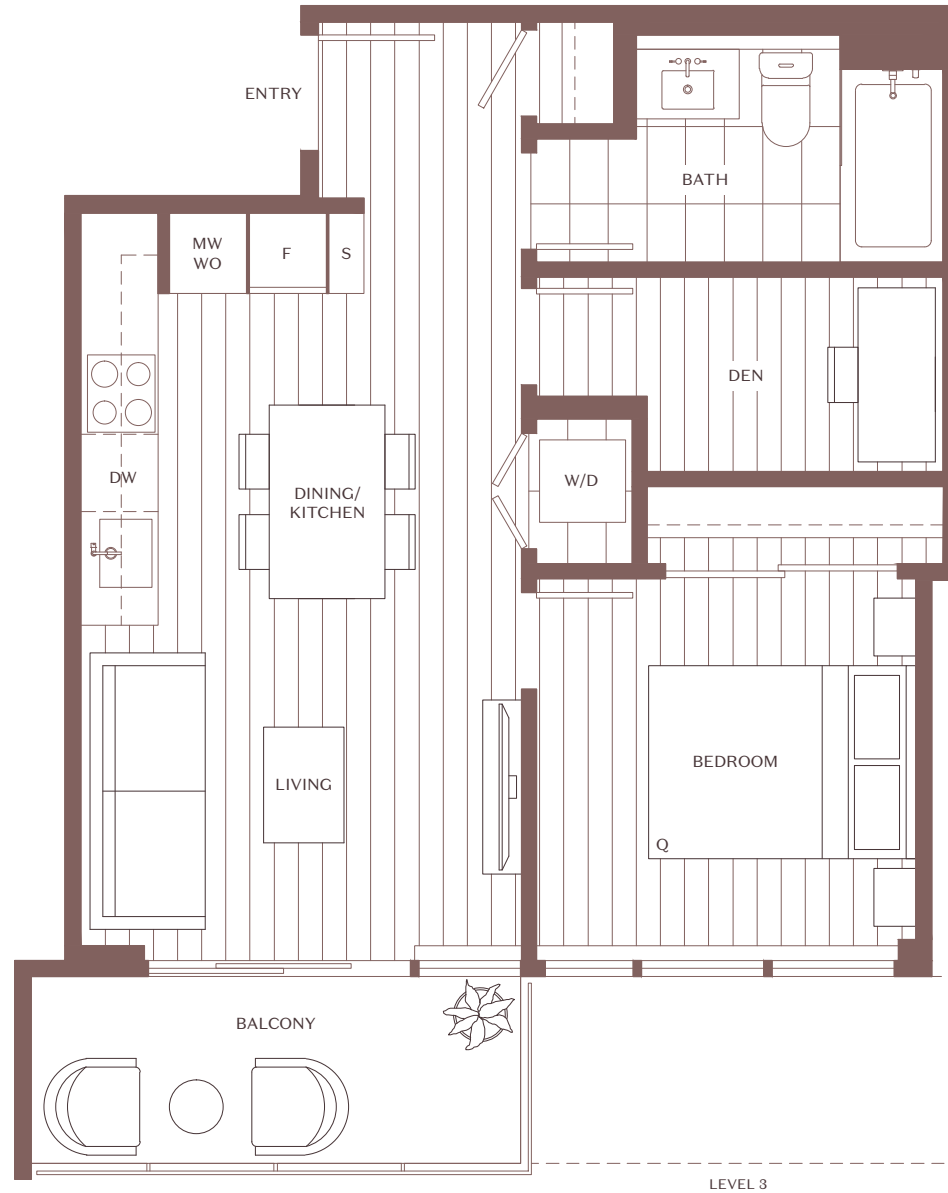 ENTRY
BATH
MW
WO
F
S
DEN
DW
W/D
DINING/
KITCHEN
BEDROOM
LIVING
Q
BALCONY
LEVEL 3